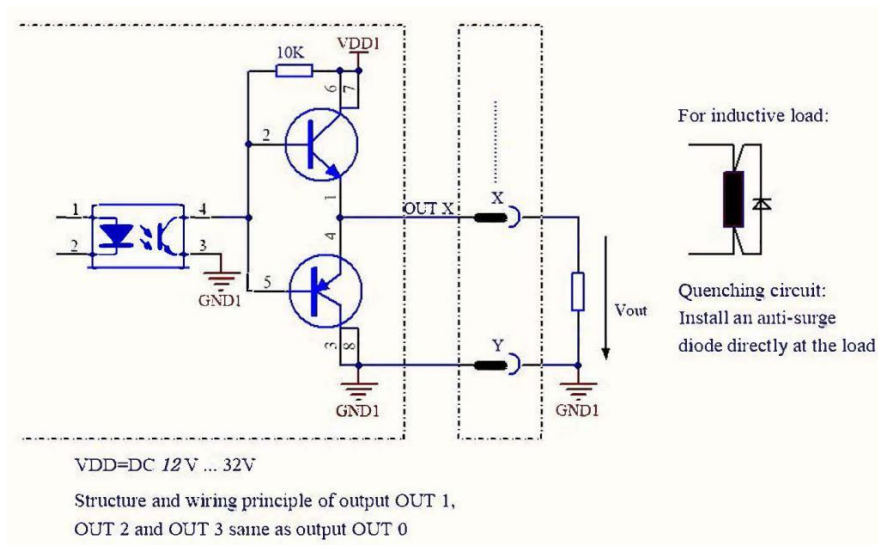 VDD1
10K
6
7
2
1
1
4
OUT X
X
4
2
3
GND1
5
3
8
Y
GND1
GND1
Vout
For inductive load:
Quenching circuit:
Install an anti-surge
diode directly at the load
VDD=DC 12V ... 32V
Structure and wiring principle of output OUT 1,
OUT 2 and OUT 3 same as output OUT 0